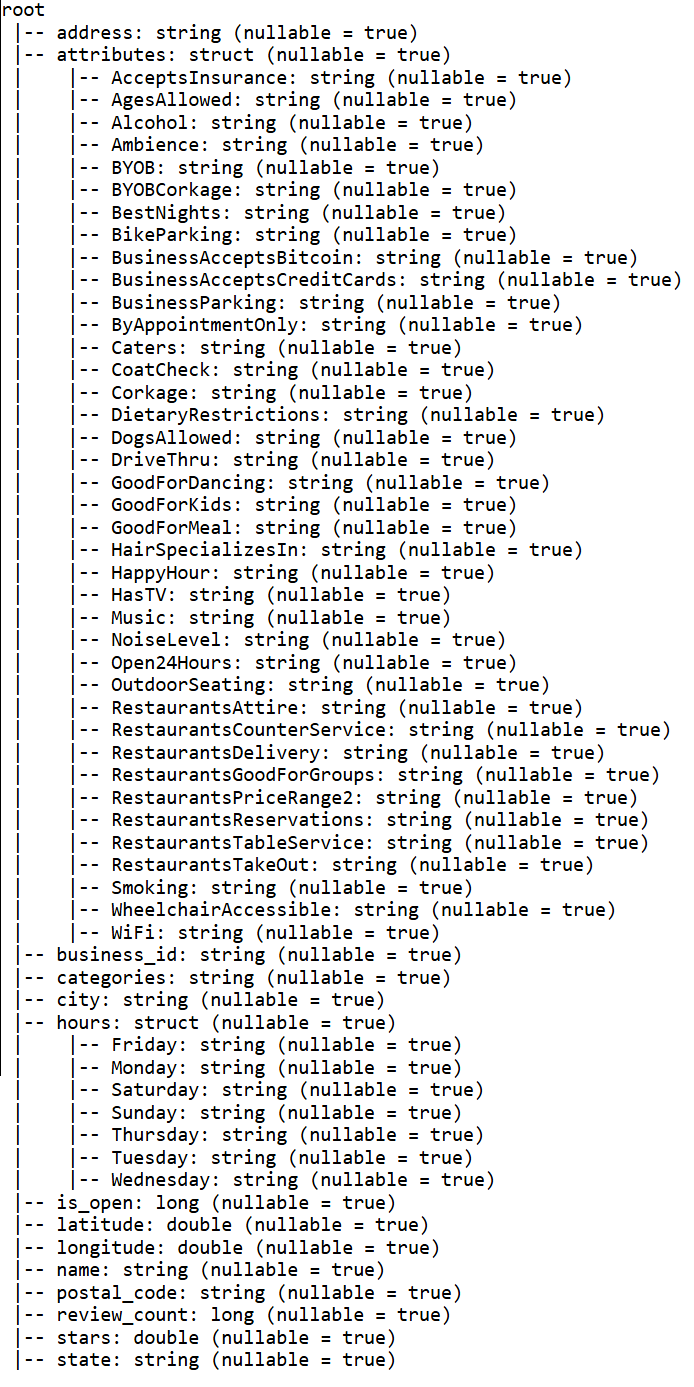 root
 |-- address: string (nullable = true)
 |-- attributes: struct (nullable = true)
 |    |-- AcceptsInsurance: string (nullable = true)
 |    |-- AgesAllowed: string (nullable = true)
 |    |-- Alcohol: string (nullable = true)
 |    |-- Ambience: string (nullable = true)
 |    |-- BYOB: string (nullable = true)
 |    |-- BYOBCorkage: string (nullable = true)
 |    |-- BestNights: string (nullable = true)
 |    |-- BikeParking: string (nullable = true)
 |    |-- BusinessAcceptsBitcoin: string (nullable = true)
 |    |-- BusinessAcceptsCreditCards: string (nullable = true)
 |    |-- BusinessParking: string (nullable = true)
 |    |-- ByAppointmentOnly: string (nullable = true)
 |    |-- Caters: string (nullable = true)
 |    |-- CoatCheck: string (nullable = true)
 |    |-- Corkage: string (nullable = true)
 |    |-- DietaryRestrictions: string (nullable = true)
 |    |-- DogsAllowed: string (nullable = true)
 |    |-- DriveThru: string (nullable = true)
 |    |-- GoodForDancing: string (nullable = true)
 |    |-- GoodForKids: string (nullable = true)
 |    |-- GoodForMeal: string (nullable = true)
 |    |-- HairSpecializesIn: string (nullable = true)
 |    |-- HappyHour: string (nullable = true)
 |    |-- HasTV: string (nullable = true)
 |    |-- Music: string (nullable = true)
 |    |-- NoiseLevel: string (nullable = true)
 |    |-- Open24Hours: string (nullable = true)
 |    |-- OutdoorSeating: string (nullable = true)
 |    |-- RestaurantsAttire: string (nullable = true)
 |    |-- RestaurantsCounterService: string (nullable = true)
 |    |-- RestaurantsDelivery: string (nullable = true)
 |    |-- RestaurantsGoodForGroups: string (nullable = true)
 |    |-- RestaurantsPriceRange2: string (nullable = true)
 |    |-- RestaurantsReservations: string (nullable = true)
 |    |-- RestaurantsTableService: string (nullable = true)
 |    |-- RestaurantsTakeOut: string (nullable = true)
 |    |-- Smoking: string (nullable = true)
 |    |-- WheelchairAccessible: string (nullable = true)
 |    |-- WiFi: string (nullable = true)
 |-- business_id: string (nullable = true)
 |-- categories: string (nullable = true)
 |-- city: string (nullable = true)
 |-- hours: struct (nullable = true)
 |    |-- Friday: string (nullable = true)
 |    |-- Monday: string (nullable = true)
 |    |-- Saturday: string (nullable = true)
 |    |-- Sunday: string (nullable = true)
 |    |-- Thursday: string (nullable = true)
 |    |-- Tuesday: string (nullable = true)
 |    |-- Wednesday: string (nullable = true)
 |-- is_open: long (nullable = true)
 |-- latitude: double (nullable = true)
 |-- longitude: double (nullable = true)
 |-- name: string (nullable = true)
 |-- postal_code: string (nullable = true)
 |-- review_count: long (nullable = true)
 |-- stars: double (nullable = true)
 |-- state: string (nullable = true)